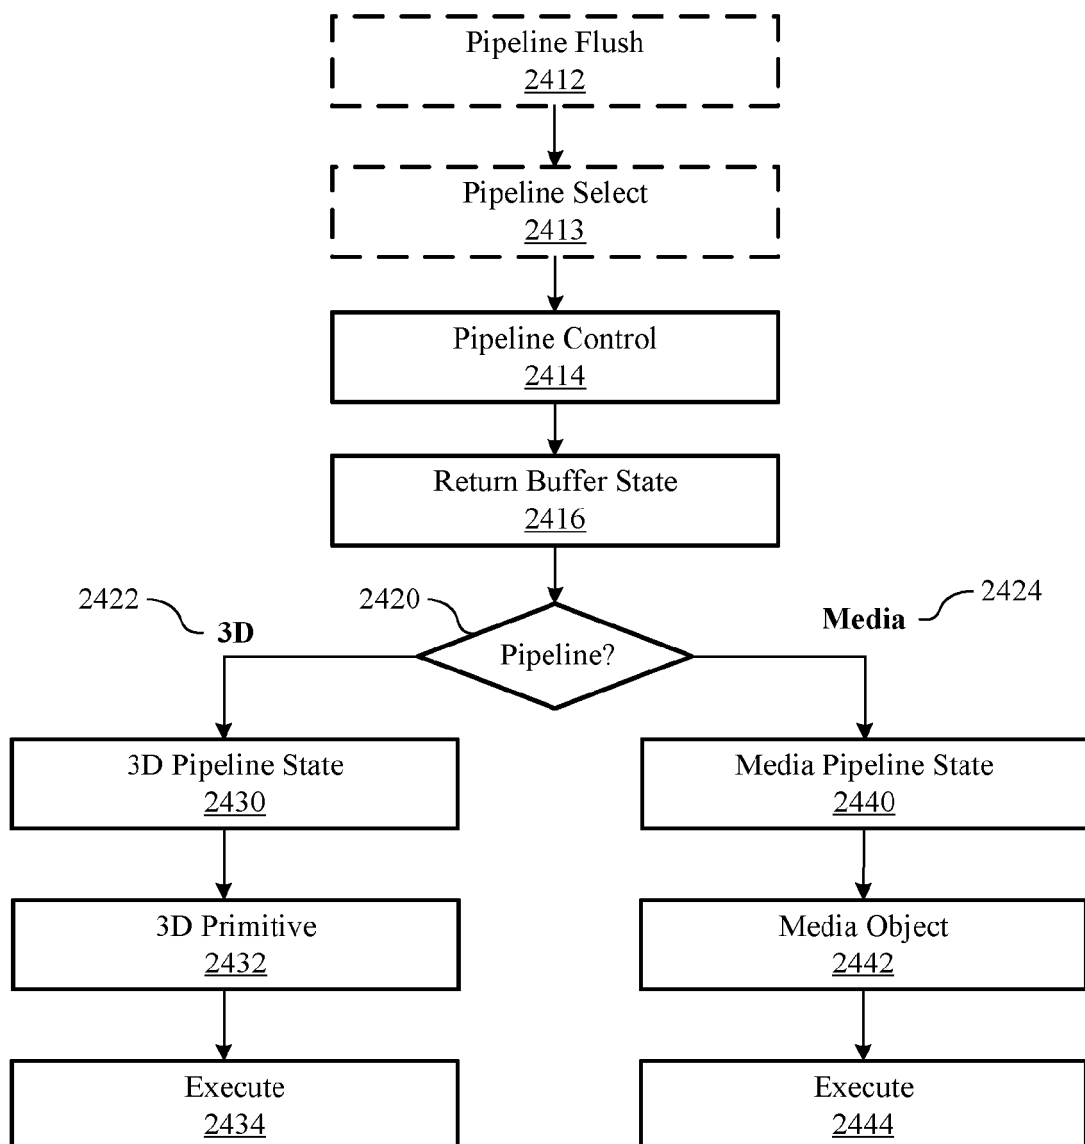 Pipeline Flush
2412
Pipeline Select
2413
Pipeline Control
2414
Return Buffer State
2416
2422
2420
2424
3D
Media
Pipeline?
3D Pipeline State
2430
Media Pipeline State
2440
3D Primitive
2432
Media Object
2442
Execute
2434
Execute
2444